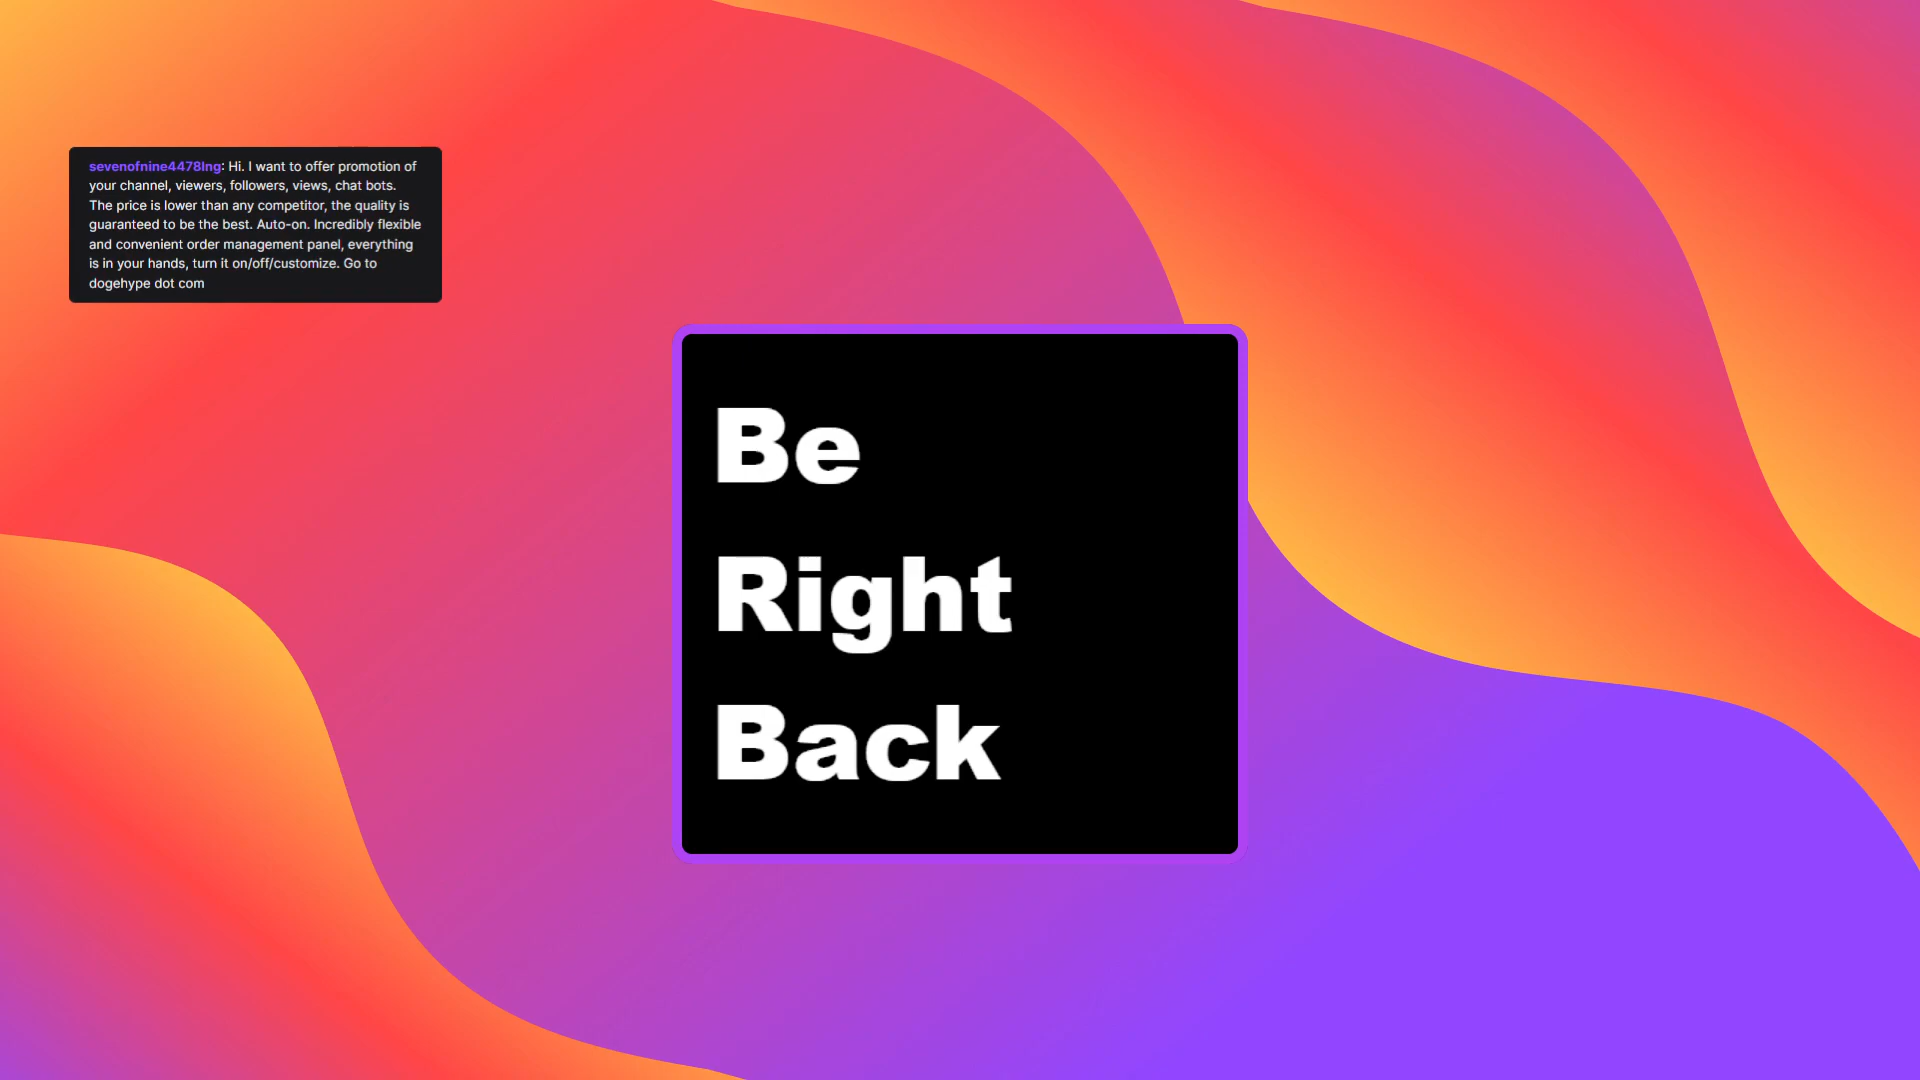 sevenofnine4478lng: Hi. I want to offer promotion of
your channel, viewers, followers, views, chat bots.
The price is lower than any competitor, the quality is
guaranteed to be the best. Auto-on. Incredibly flexible
and convenient order management panel, everything
is in your hands, turn it on/off/customize. Go to
dogehype dot com
Be
Right
Back